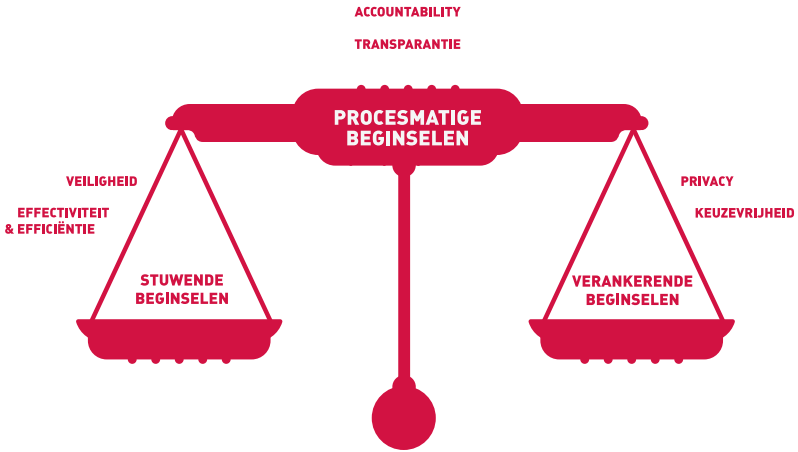 ACCOUNTABILITY
TRANSPARANTIE
PROCESMATIGE
BEGINSELEN
VEILIGHEID
EFFECTIVITEIT
& EFFICIËNTIE
STUWENDE
BEGINSELEN
PRIVACY
KEUZEVRIJHEID
VERANKERENDE
BEGINSELEN